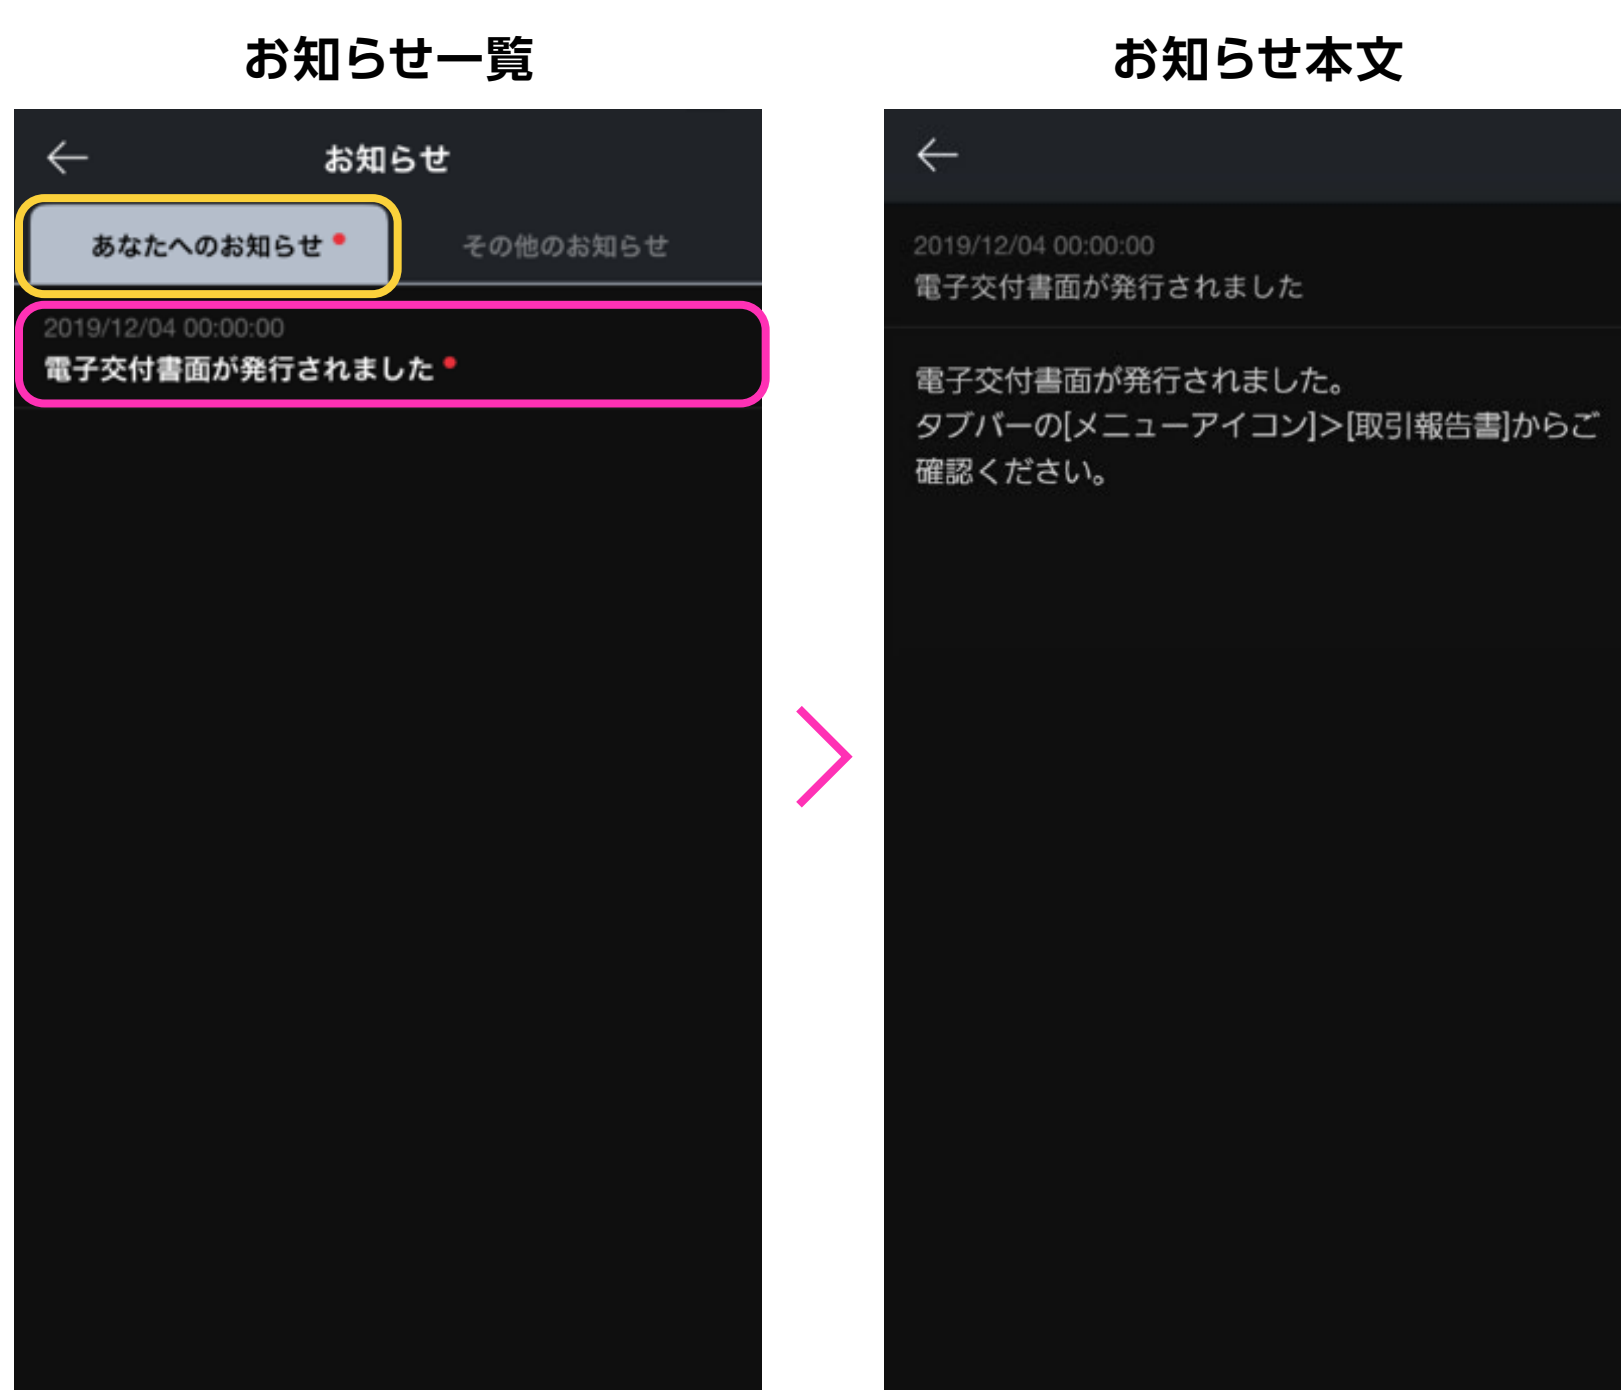 お知らせ一覧
お知らせ
あなたへのお知らせ
その他のお知らせ
2019/12/04 00:00:00
電子交付書面が発行されました
お知らせ本文
2019/12/04 00:00:00
電子交付書面が発行されました
電子交付書面が発行されました。
タブバーの[メニューアイコン]>[取引報告書]からご
確認ください。